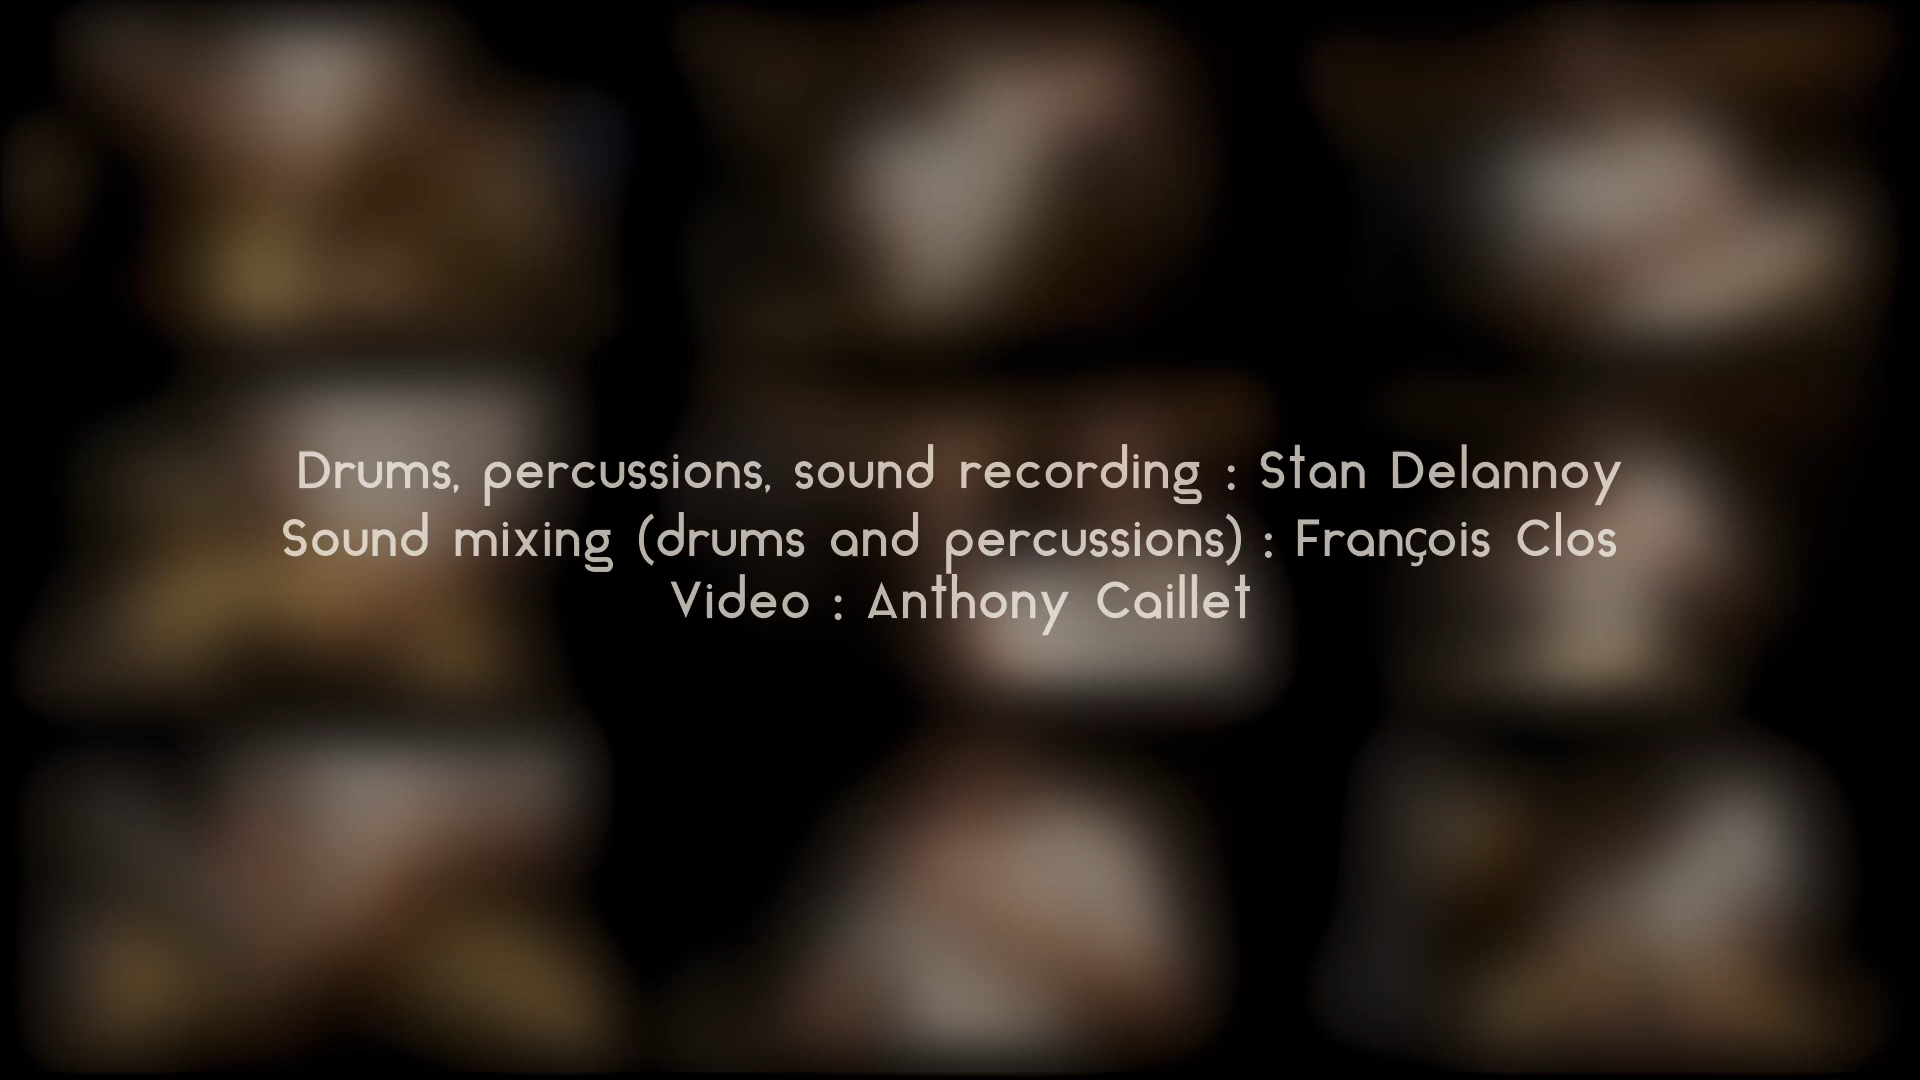 Drums, percussions, sound recording : Stan Delannoy
Sound mixing (drums and percussions) : François Clos
Video : Anthony Caillet